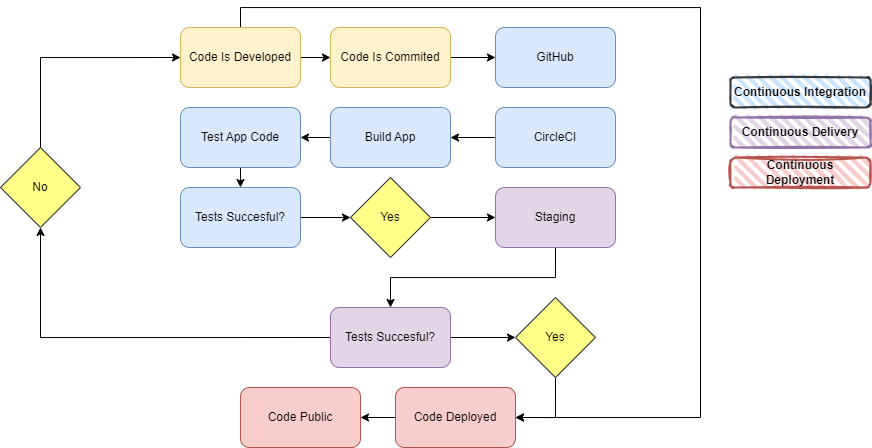 Code Is Developed
Code Is Commited
GitHub
Continuous Integration
Test App Code
Build App
CircleCI
Continuous Delivery
Continuous
Deployment
No
Tests Succesful?
Yes
Staging
Tests Succesful?
Yes
Code Public
Code Deployed